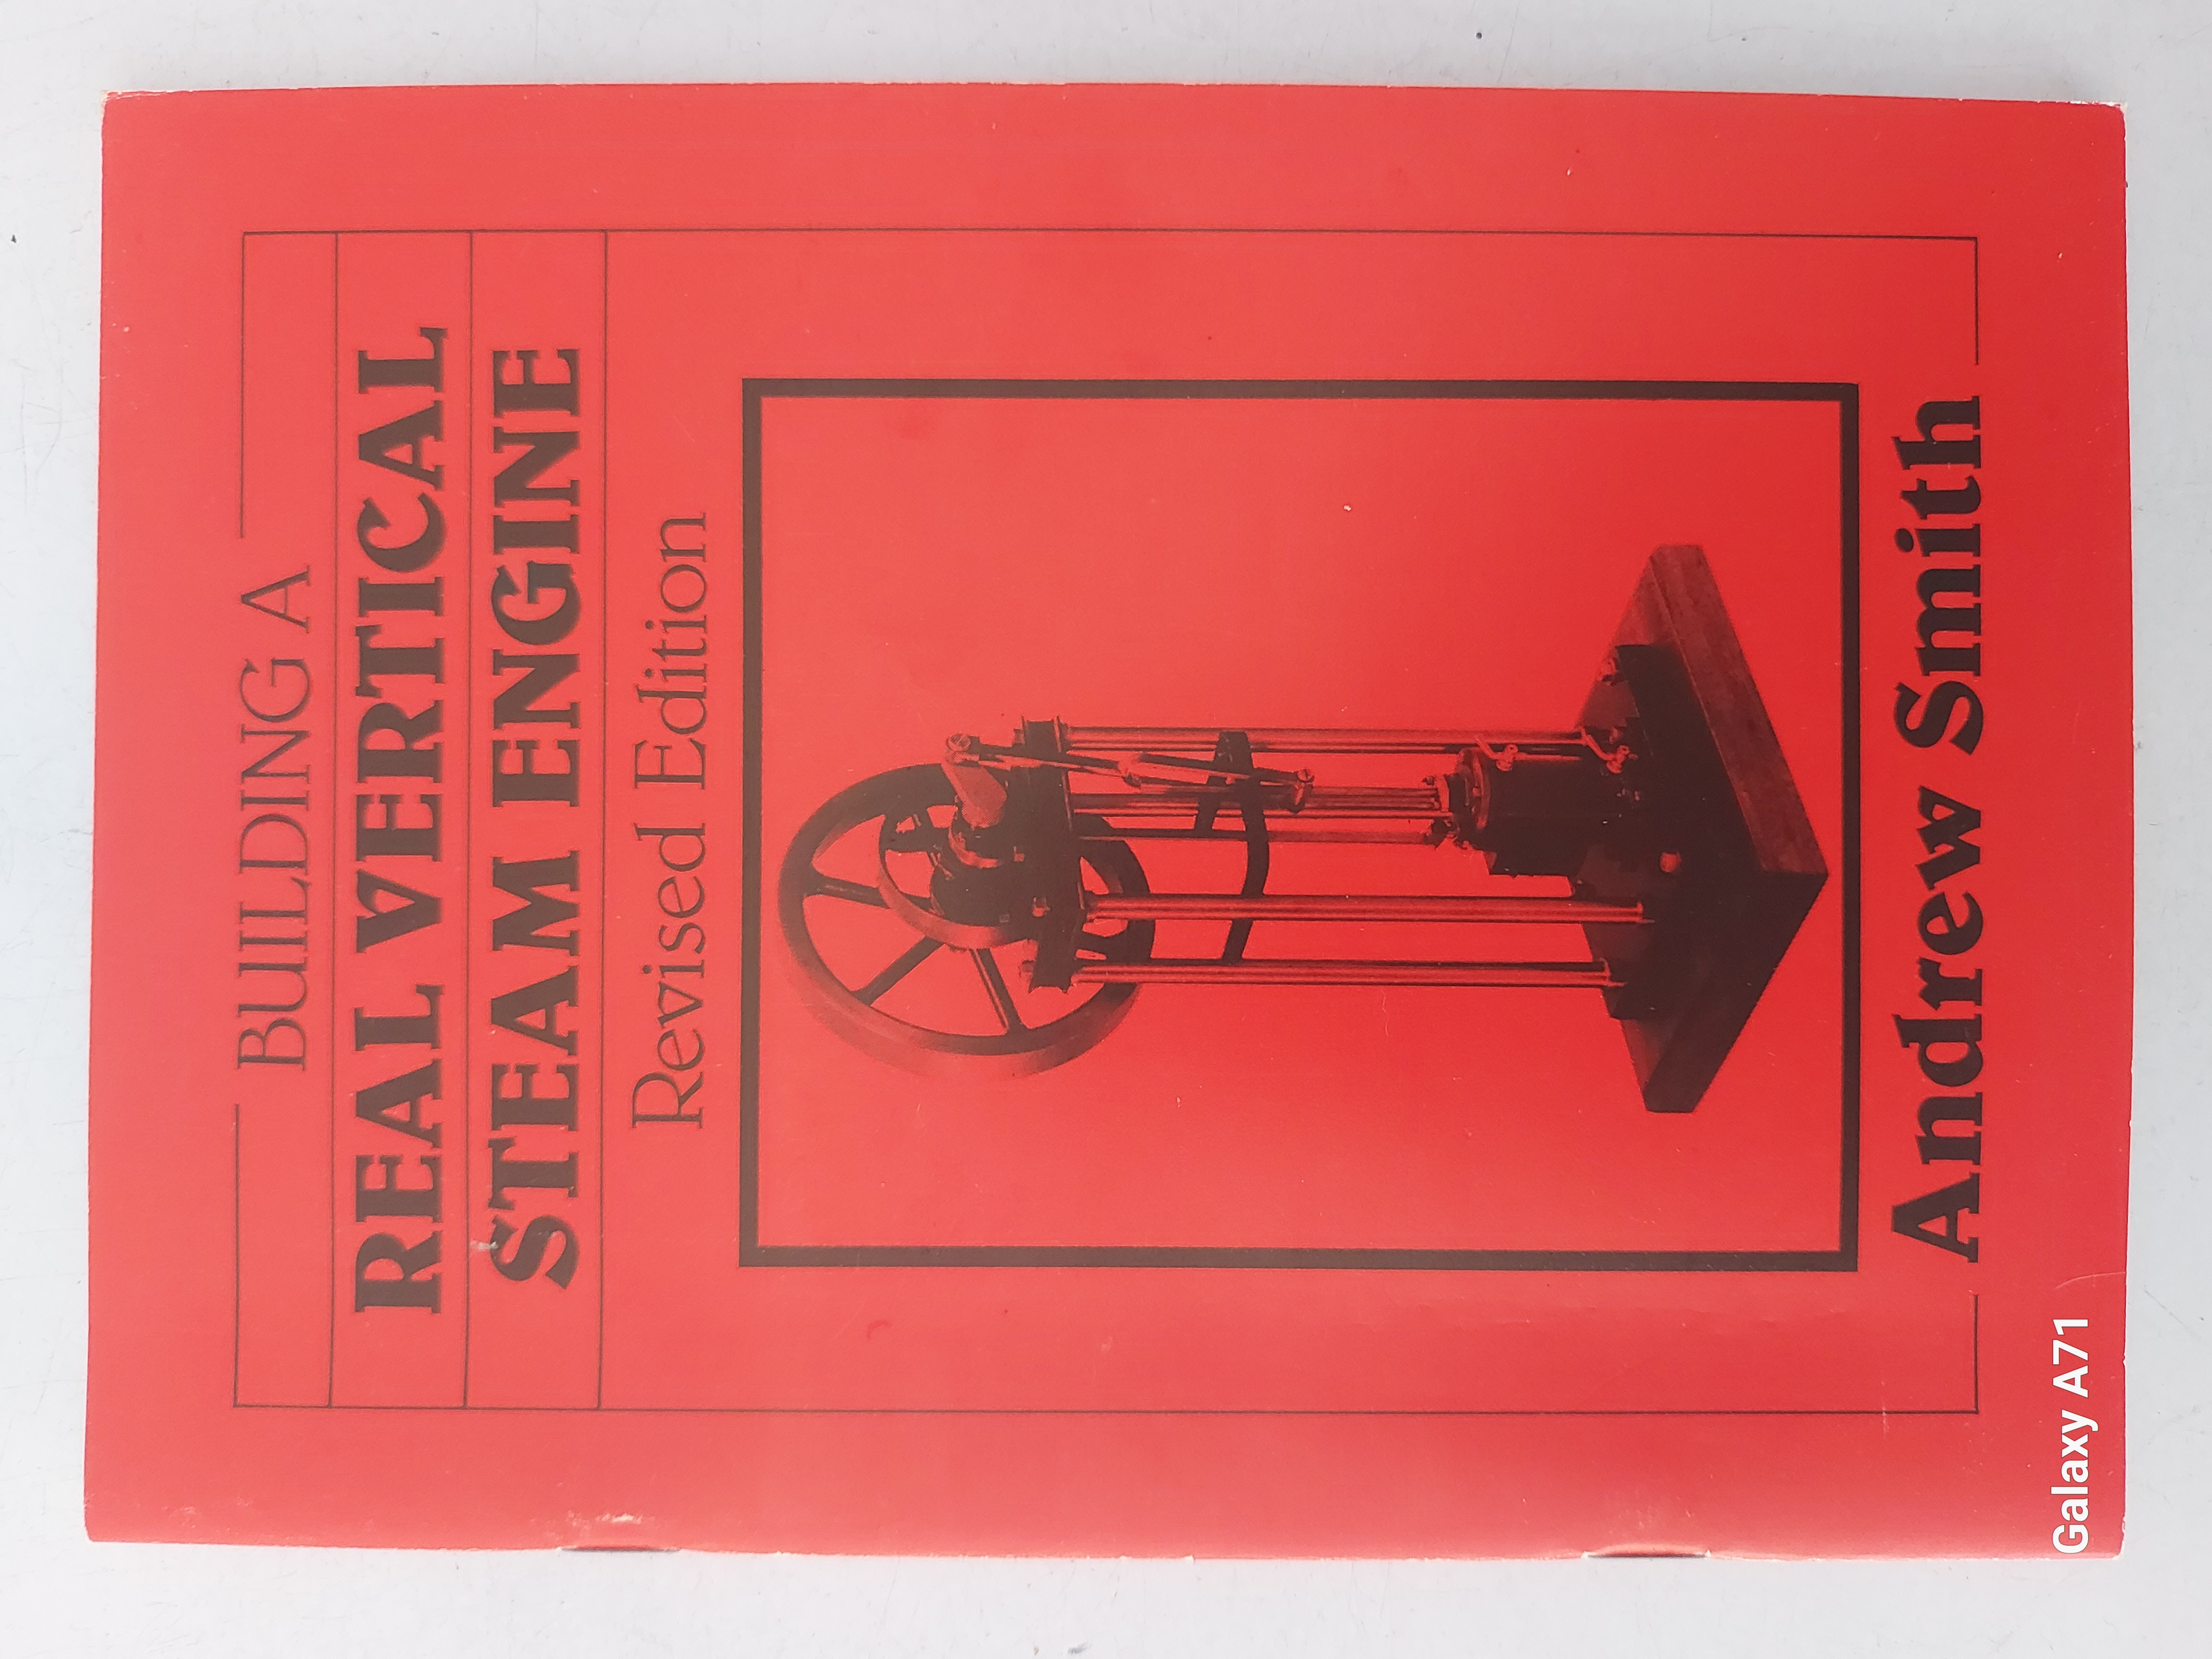 BUILDING A
REAL VERTICAL
STEAM ENGINE
Revised Edition
Andrew Smith
Galaxy A71